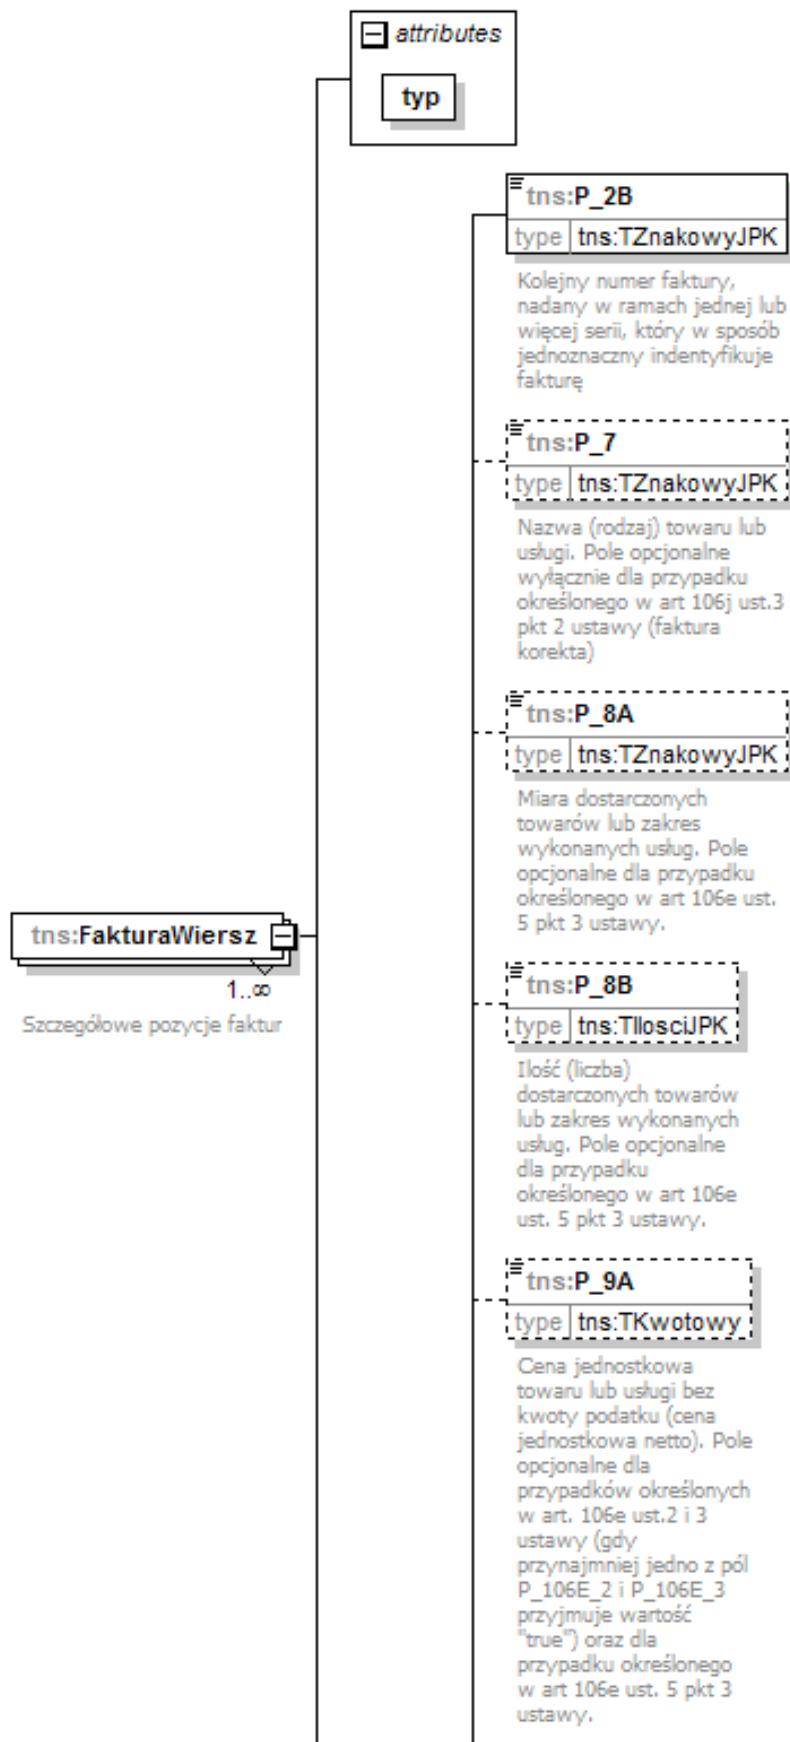 attributes
typ
tns:P_2B
type tns:TZnakowyJPK
Kolejny numer faktury,
nadany w ramach jednej lub
więcej serii, który w sposób
jednoznaczny indentyfikuje
fakturę
tns:P_7
type tns:TZnakowyJPK
Nazwa (rodzaj) towaru lub
usługi. Pole opcjonalne
wyłącznie dla przypadku
określonego w art 106j ust.3
pkt 2 ustawy (faktura
korekta)
tns:P_8A
type tns:TZnakowyJPK
Miara dostarczonych
towarów lub zakres
wykonanych usług. Pole
opcjonalne dla przypadku
określonego w art 106e ust.
5 pkt 3 ustawy.
tns:FakturaWiersz
1..∞
Szczegółowe pozycje faktur
tns:P_8B
type tns:TIlosciJPK
Ilość (liczba)
dostarczonych towarów
lub zakres wykonanych
usług. Pole opcjonalne
dla przypadku
określonego w art 106e
ust. 5 pkt 3 ustawy.
tns:P_9A
type tns:TKwotowy
Cena jednostkowa
towaru lub usługi bez
kwoty podatku (cena
jednostkowa netto). Pole
opcjonalne dla
przypadków określonych
w art. 106e ust.2 i 3
ustawy (gdy
przynajmniej jedno z pól
P_106E_2 i P_106E_3
przyjmuje wartość
"true") oraz dla
przypadku określonego
w art 106e ust. 5 pkt 3
ustawy.